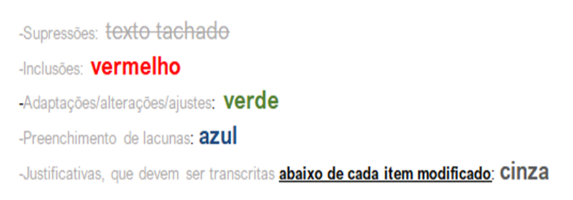 -Supressões: texto tachado
-Inclusões: vermelho
-Adaptações/alterações/ajustes: verde
-Preenchimento de lacunas: azul
-Justificativas, que devem ser transcritas abaixo de cada item modificado: cinza